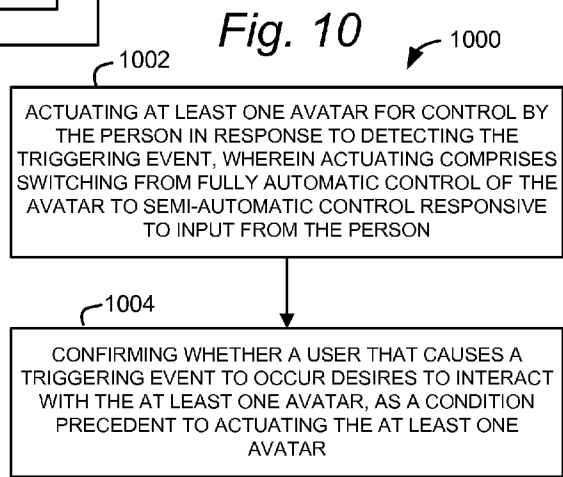 Fig. 10
1000
1002
ACTUATING AT LEAST ONE AVATAR FOR CONTROL BY
THE PERSON IN RESPONSE TO DETECTING THE
TRIGGERING EVENT, WHEREIN ACTUATING COMPRISES
SWITCHING FROM FULLY AUTOMATIC CONTROL OF THE
AVATAR TO SEMI-AUTOMATIC CONTROL RESPONSIVE
TO INPUT FROM THE PERSON
1004
CONFIRMING WHETHER A USER THAT CAUSES A
TRIGGERING EVENT TO OCCUR DESIRES TO INTERACT
WITH THE AT LEAST ONE AVATAR, AS A CONDITION
PRECEDENT TO ACTUATING THE AT LEAST ONE
AVATAR